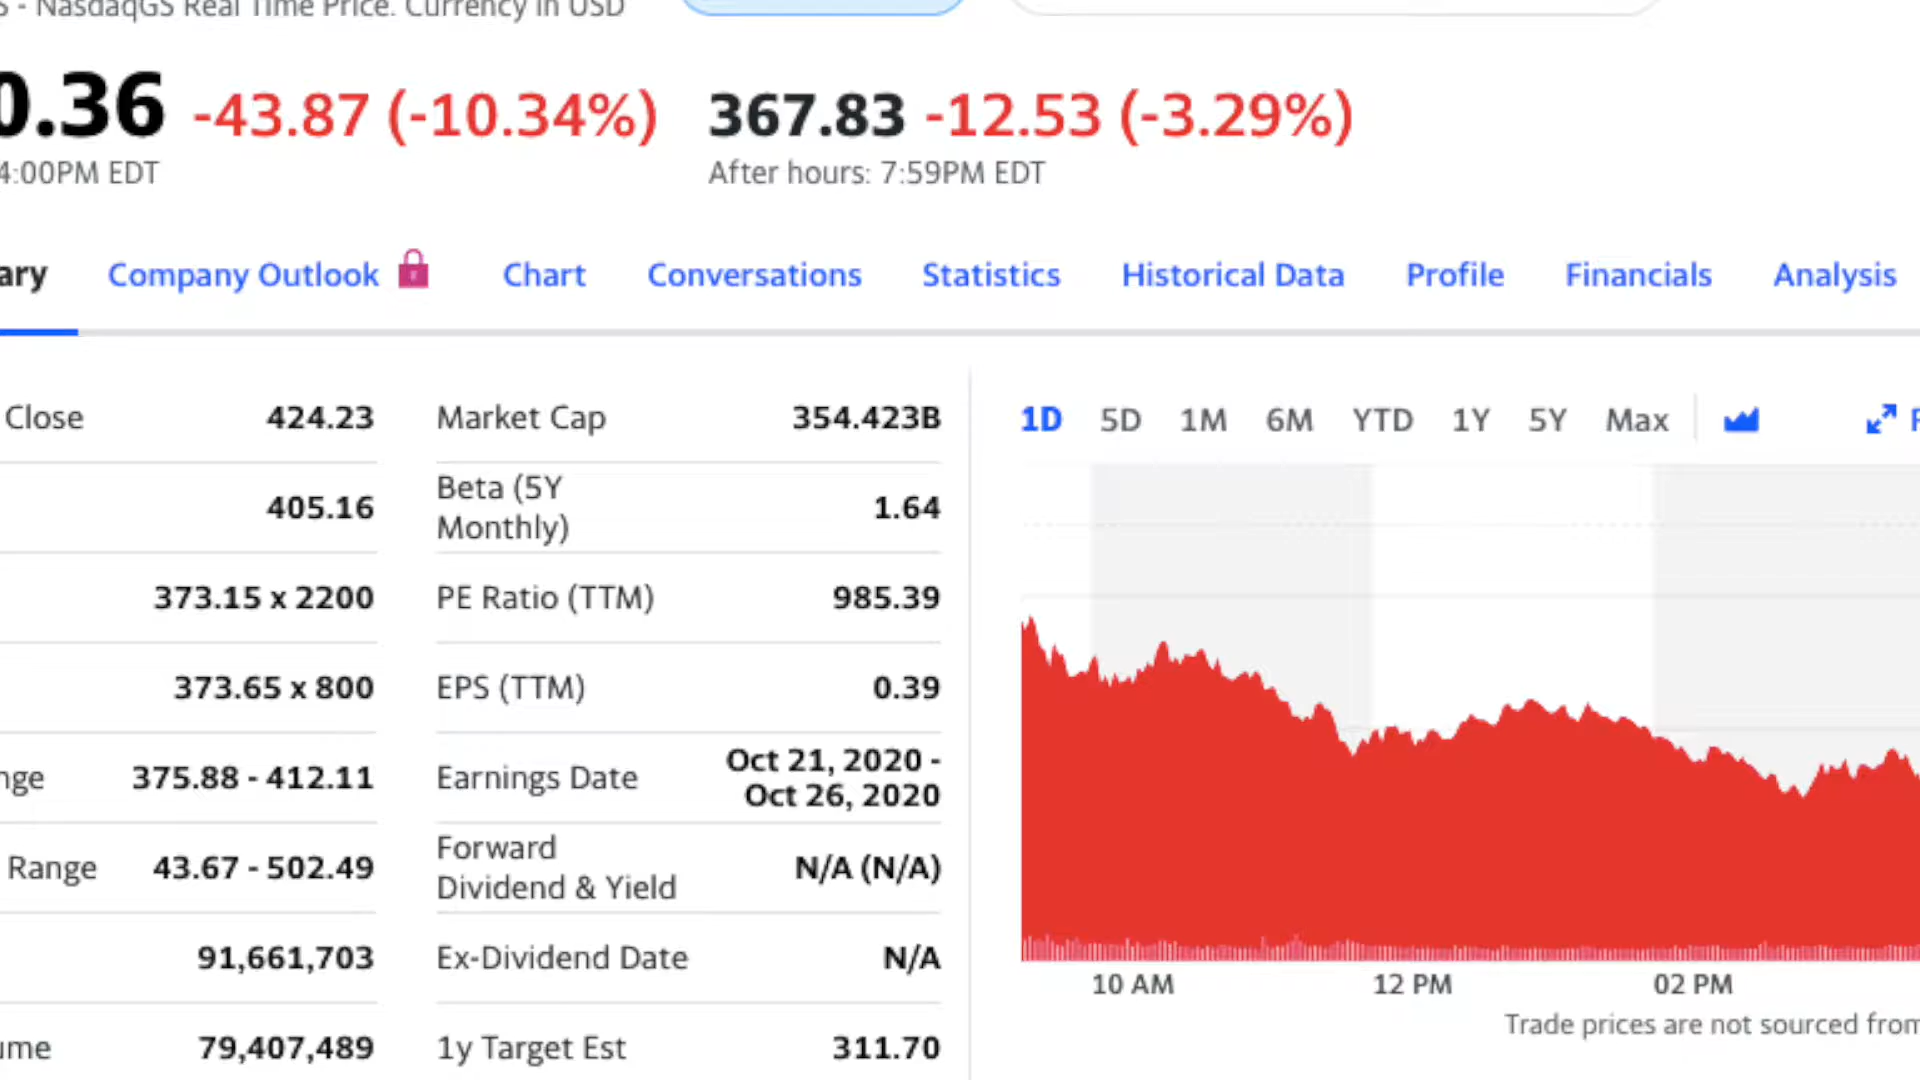 S - NasdaqGS Real Time Price. Currency in USD
0.36 -43.87 (-10.34%) 367.83 -12.53 (-3.29%)
4:00PM EDT After hours: 7:59PM EDT
ary Company Outlook Chart Conversations Statistics Historical Data Profile Financials Analysis
Close 424.23
405.16
373.15 x 2200
373.65 x 800
nge 375.88 - 412.11
Range 43.67 - 502.49
91,661,703
ume 79,407,489
Market Cap 354.423B
Beta (5Y
Monthly) 1.64
PE Ratio (TTM) 985.39
EPS (TTM) 0.39
Earnings Date Oct 21, 2020 -
Oct 26, 2020
Forward
Dividend & Yield N/A (N/A)
Ex-Dividend Date N/A
1y Target Est 311.70
1D 5D 1M 6M YTD 1Y 5Y Max F
10 AM 12 PM 02 PM
Trade prices are not sourced from